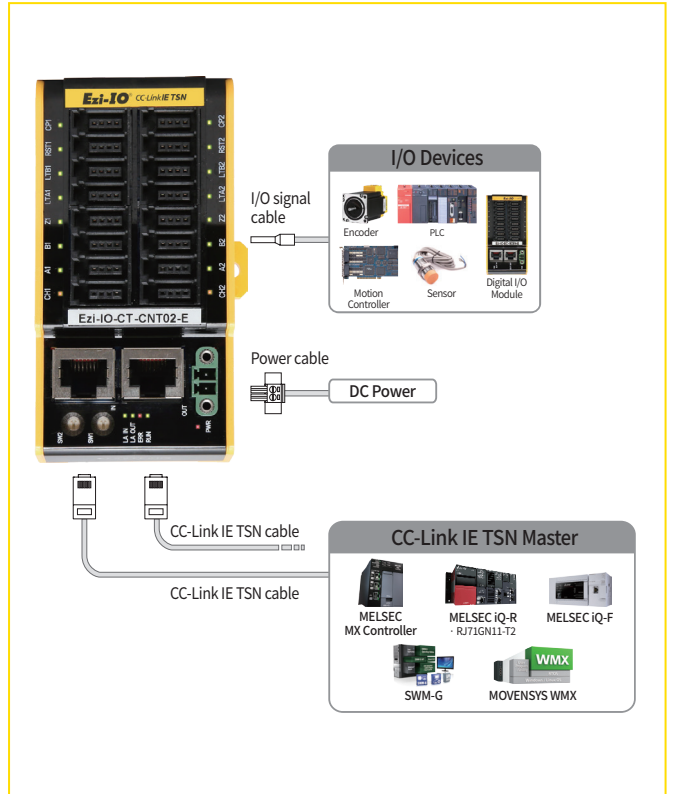 Ezi-IO® CC-Link IE TSN
CP1
CP2
RST1
RST2
LTB1
LTB2
LTA1
LTA2
Z1
Z2
B1
B2
A1
A2
CH1
CH2
Ezi-IO-CT-CNT02-E
SW2
SW1
IN
LA IN
LA OUT
ERR
RUN
OUT
PWR
I/O signal
cable
I/O Devices
Encoder
PLC
Motion
Controller
Sensor
Digital I/O
Module
Power cable
DC Power
CC-Link IE TSN cable
CC-Link IE TSN cable
CC-Link IE TSN Master
MELSEC
MX Controller
MELSEC iQ-R
· RJ71GN11-T2
MELSEC iQ-F
SWM-G
WMX
MOVENSYS WMX